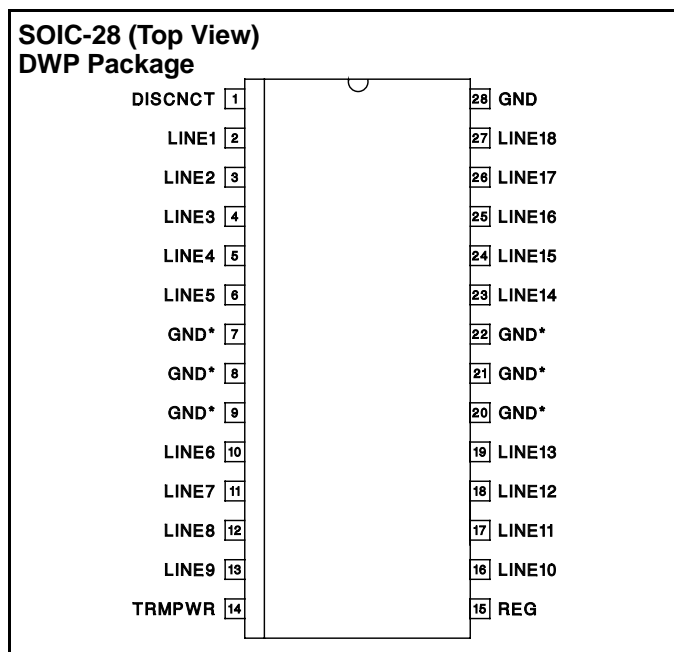 SOIC-28 (Top View)
DWP Package
DISCNCT 1 28 GND
LINE1 2 27 LINE18
LINE2 3 26 LINE17
LINE3 4 25 LINE16
LINE4 5 24 LINE15
LINE5 6 23 LINE14
GND* 7 22 GND*
GND* 8 21 GND*
GND* 9 20 GND*
LINE6 10 19 LINE13
LINE7 11 18 LINE12
LINE8 12 17 LINE11
LINE9 13 16 LINE10
TRMPWR 14 15 REG